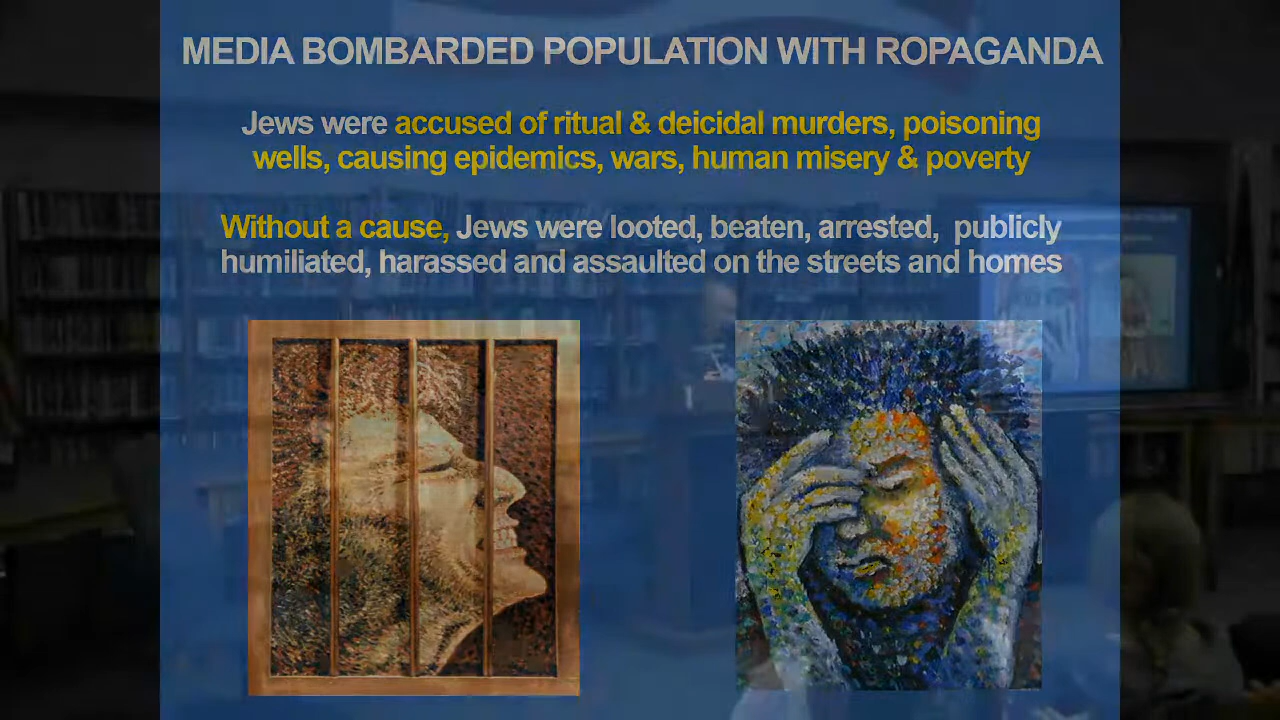 MEDIA BOMBARDED POPULATION WITH ROPAGANDA
Jews were accused of ritual & deicidal murders, poisoning
wells, causing epidemics, wars, human misery & poverty
Without a cause, Jews were looted, beaten, arrested, publicly
humiliated, harassed and assaulted on the streets and homes